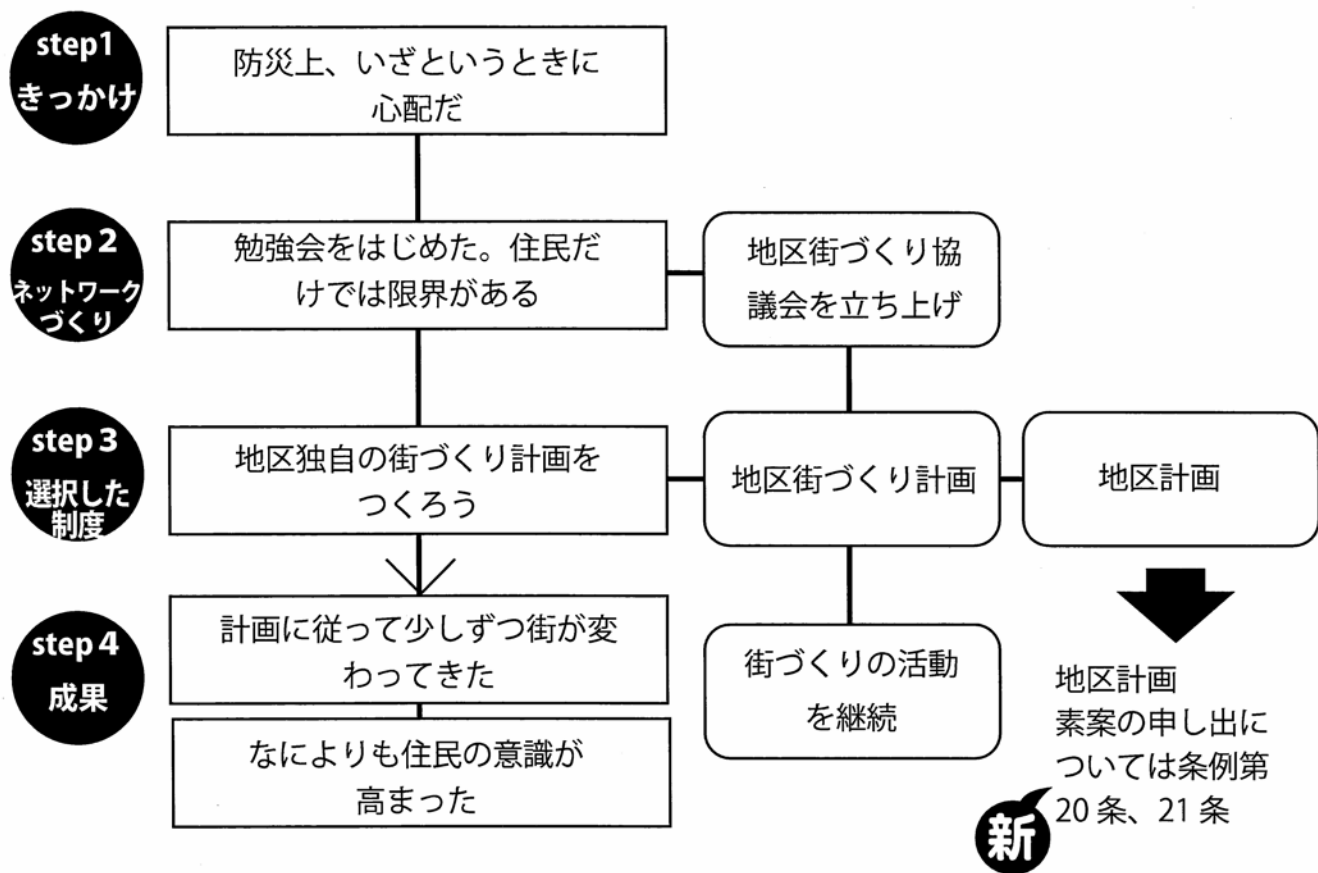 step1
きっかけ
防災上、いざというときに
心配だ
step 2
ネットワーク
づくり
勉強会をはじめた。住民だ
けでは限界がある
地区街づくり協
議会を立ち上げ
step 3
選択した
制度
地区独自の街づくり計画を
つくろう
地区街づくり計画
地区計画
step 4
成果
計画に従って少しずつ街が変
わってきた
なによりも住民の意識が
高まった
街づくりの活動
を継続
地区計画
素案の申し出に
ついては条例第
20 条、21 条
新